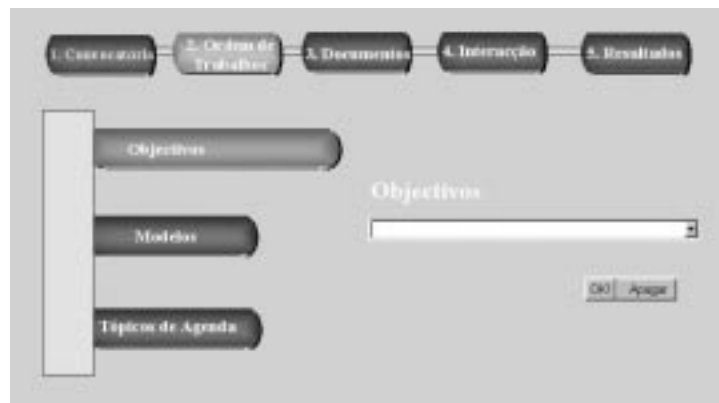 1. Convocatória
2. Ordem de
Trabalhos
3. Documentos
4. Interacção
5. Resultados
Objectivos
Objectivos
Modelos
Tópicos de Agenda
OK!
Apagar